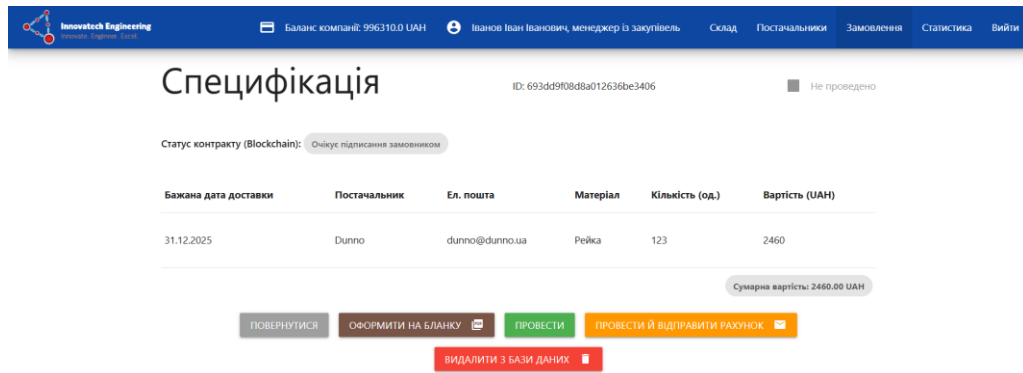 Innovatech Engineering
Innovate. Engineer. Excel.
Баланс компанії: 996310.0 UAH
Іванов Іван Іванович, менеджер із закупівель
Склад
Постачальники
Замовлення
Статистика
Вийти
Специфікація
ID: 693dd9f08d8a012636be3406
Не проведено
Статус контракту (Blockchain): Очікує підписання замовником
Бажана дата доставки Постачальник Ел. пошта Матеріал Кількість (од.) Вартість (UAH)
31.12.2025 Dunno dunno@dunno.ua Рейка 123 2460
Сумарна вартість: 2460.00 UAH
ПОВЕРНУТИСЯ
ОФОРМИТИ НА БЛАНКУ
ПРОВЕСТИ
ПРОВЕСТИ Й ВІДПРАВИТИ РАХУНОК
ВИДАЛИТИ З БАЗИ ДАНИХ